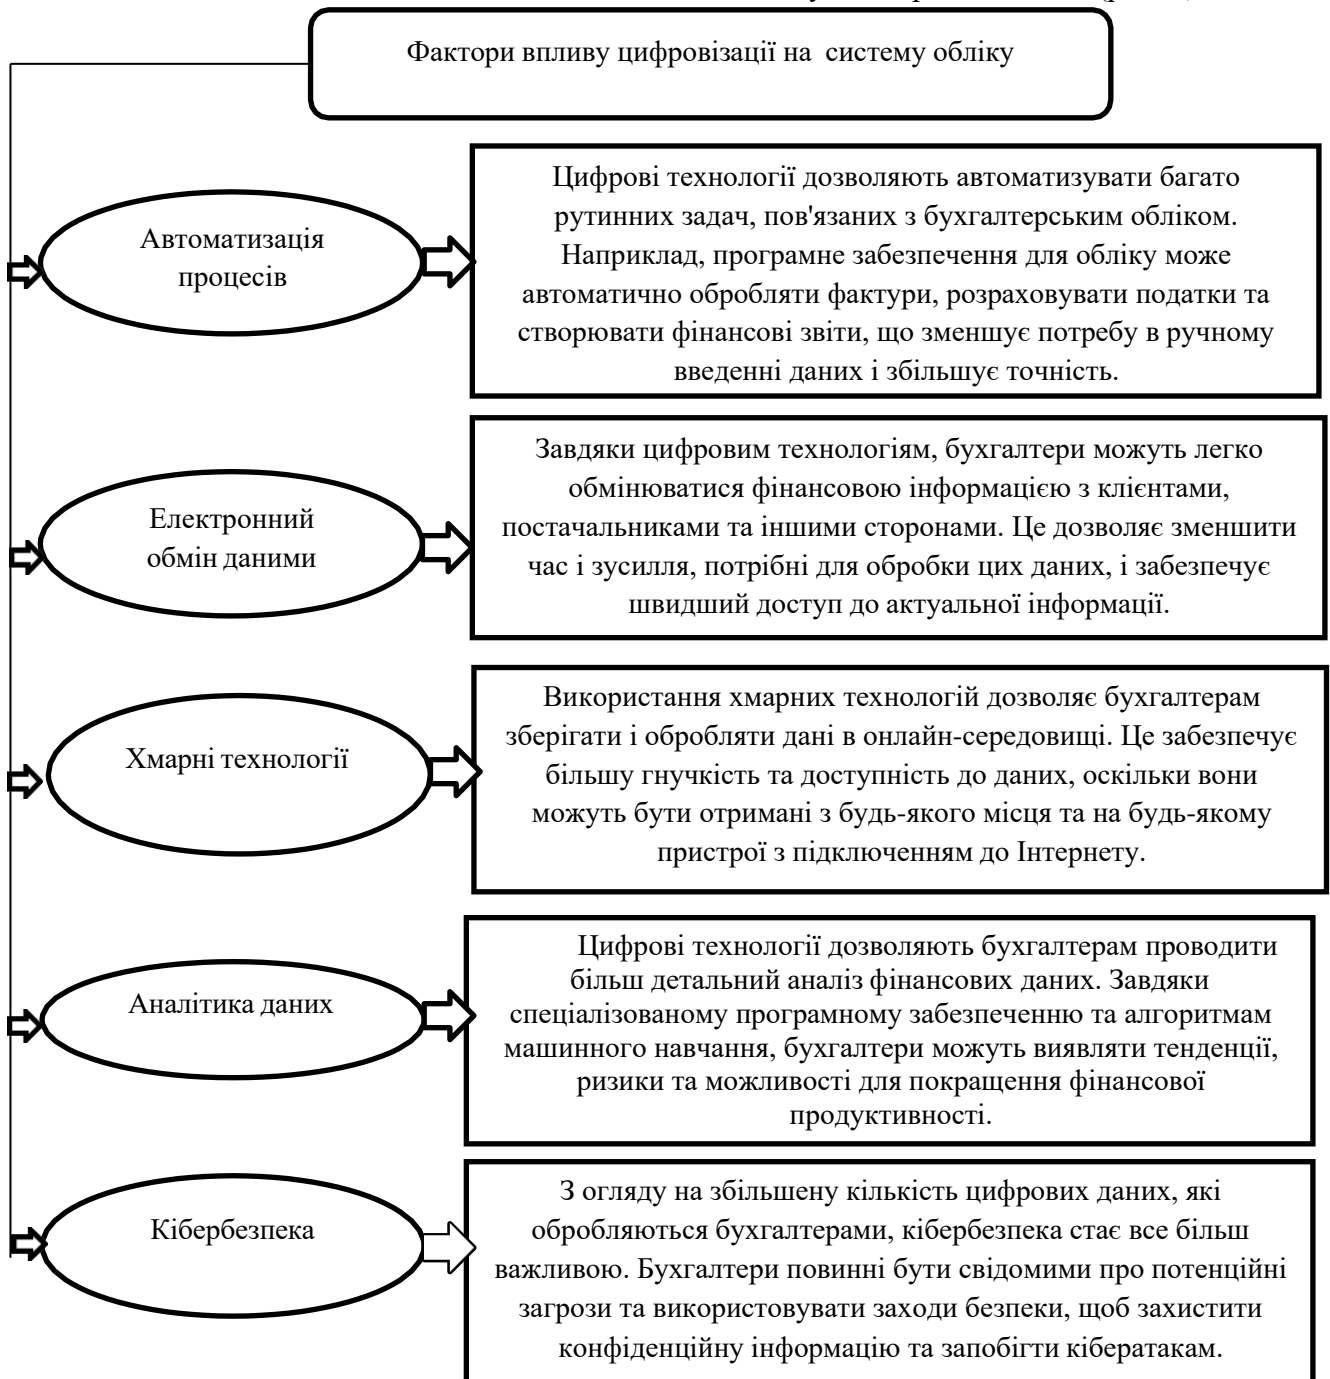 Фактори впливу цифровізації на систему обліку
Автоматизація
процесів
Цифрові технології дозволяють автоматизувати багато
рутинних задач, пов'язаних з бухгалтерським обліком.
Наприклад, програмне забезпечення для обліку може
автоматично обробляти фактури, розраховувати податки та
створювати фінансові звіти, що зменшує потребу в ручному
введенні даних і збільшує точність.
Електронний
обмін даними
Завдяки цифровим технологіям, бухгалтери можуть легко
обмінюватися фінансовою інформацією з клієнтами,
постачальниками та іншими сторонами. Це дозволяє зменшити
час і зусилля, потрібні для обробки цих даних, і забезпечує
швидший доступ до актуальної інформації.
Хмарні технології
Використання хмарних технологій дозволяє бухгалтерам
зберігати і обробляти дані в онлайн-середовищі. Це забезпечує
більшу гнучкість та доступність до даних, оскільки вони
можуть бути отримані з будь-якого місця та на будь-якому
пристрої з підключенням до Інтернету.
Аналітика даних
Цифрові технології дозволяють бухгалтерам проводити
більш детальний аналіз фінансових даних. Завдяки
спеціалізованому програмному забезпеченню та алгоритмам
машинного навчання, бухгалтери можуть виявляти тенденції,
ризики та можливості для покращення фінансової
продуктивності.
Кібербезпека
З огляду на збільшену кількість цифрових даних, які
обробляються бухгалтерами, кібербезпека стає все більш
важливою. Бухгалтери повинні бути свідомими про потенційні
загрози та використовувати заходи безпеки, щоб захистити
конфіденційну інформацію та запобігти кібератакам.